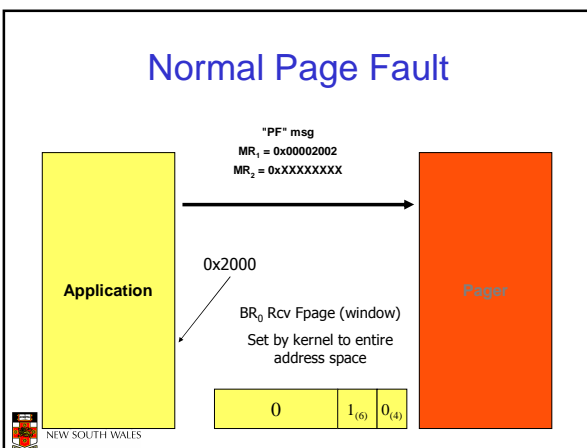 Normal Page Fault
"PF" msg
MR₁ = 0x00002002
MR₂ = 0xXXXXXXXX
0x2000
Application
Pager
BR₀ Rcv Fpage (window)
Set by kernel to entire
address space
0 1₍₆₎ 0₍₄₎
NEW SOUTH WALES